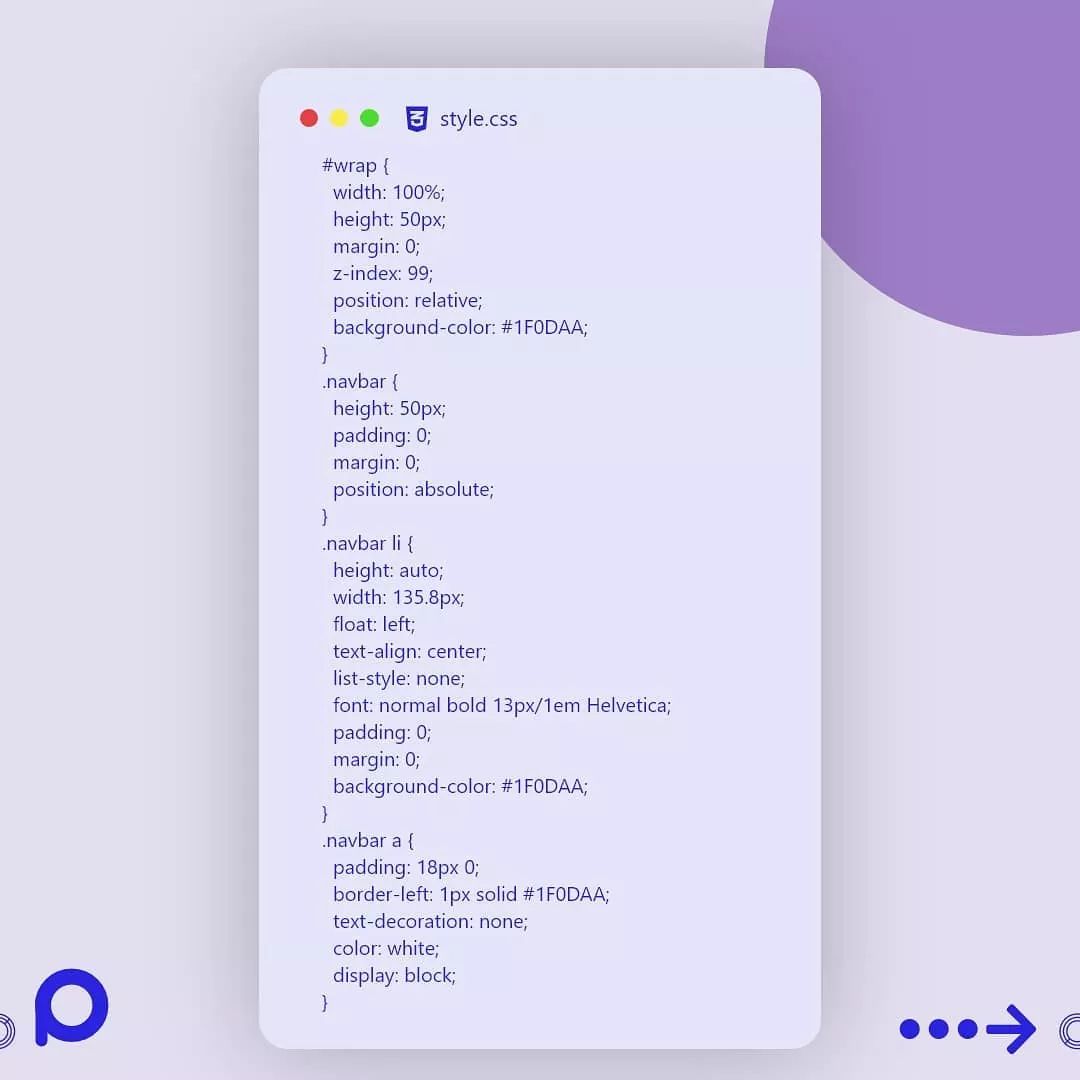 style.css
#wrap {
width: 100%;
height: 50px;
margin: 0;
z-index: 99;
position: relative;
background-color: #1F0DAA;
}
.navbar {
height: 50px;
padding: 0;
margin: 0;
position: absolute;
}
.navbar li {
height: auto;
width: 135.8px;
float: left;
text-align: center;
list-style: none;
font: normal bold 13px/1em Helvetica;
padding: 0;
margin: 0;
background-color: #1F0DAA;
}
.navbar a {
padding: 18px 0;
border-left: 1px solid #1F0DAA;
text-decoration: none;
color: white;
display: block;
}